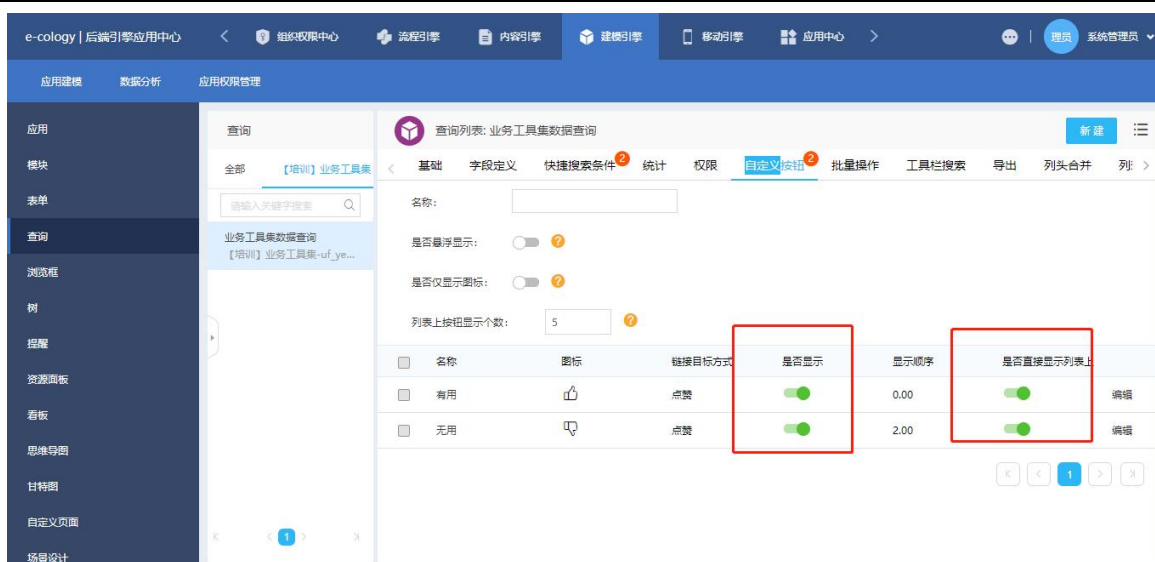 e-cology | 后端引擎应用中心 组织权限中心 流程引擎 内容引擎 建模引擎 移动引擎 应用中心 理员 系统管理员
应用建模 数据分析 应用权限管理
应用
模块
表单
查询
浏览框
树
提醒
资源面板
看板
思维导图
甘特图
自定义页面
场景设计
查询
全部 【培训】业务工具集
请输入关键字搜索
业务工具集数据查询
【培训】业务工具集-uf_ye...
1
查询列表: 业务工具集数据查询 新建
基础 字段定义 快捷搜索条件 2 统计 权限 自定义按钮 2 批量操作 工具栏搜索 导出 列头合并 列
名称:
是否悬浮显示: ?
是否仅显示图标: ?
列表上按钮显示个数: 5 ?
名称 图标 链接目标方式 是否显示 显示顺序 是否直接显示列表上
有用 点赞 0.00 编辑
无用 点赞 2.00 编辑
1